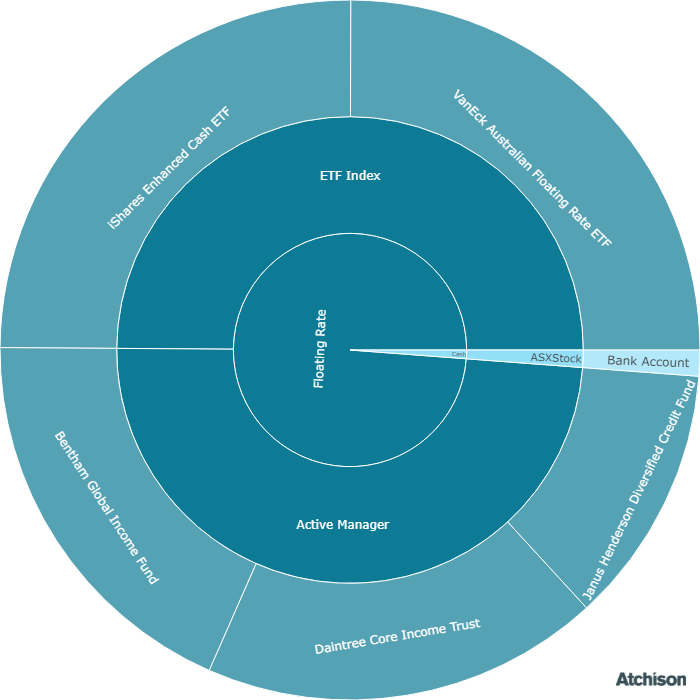 iShares Enhanced Cash ETF
VanEck Australian Floating Rate ETF
ETF Index
Floating Rate
Cash
ASXStock
Bank Account
Active Manager
Bentham Global Income Fund
Daintree Core Income Trust
Janus Henderson Diversified Credit Fund
Atchison